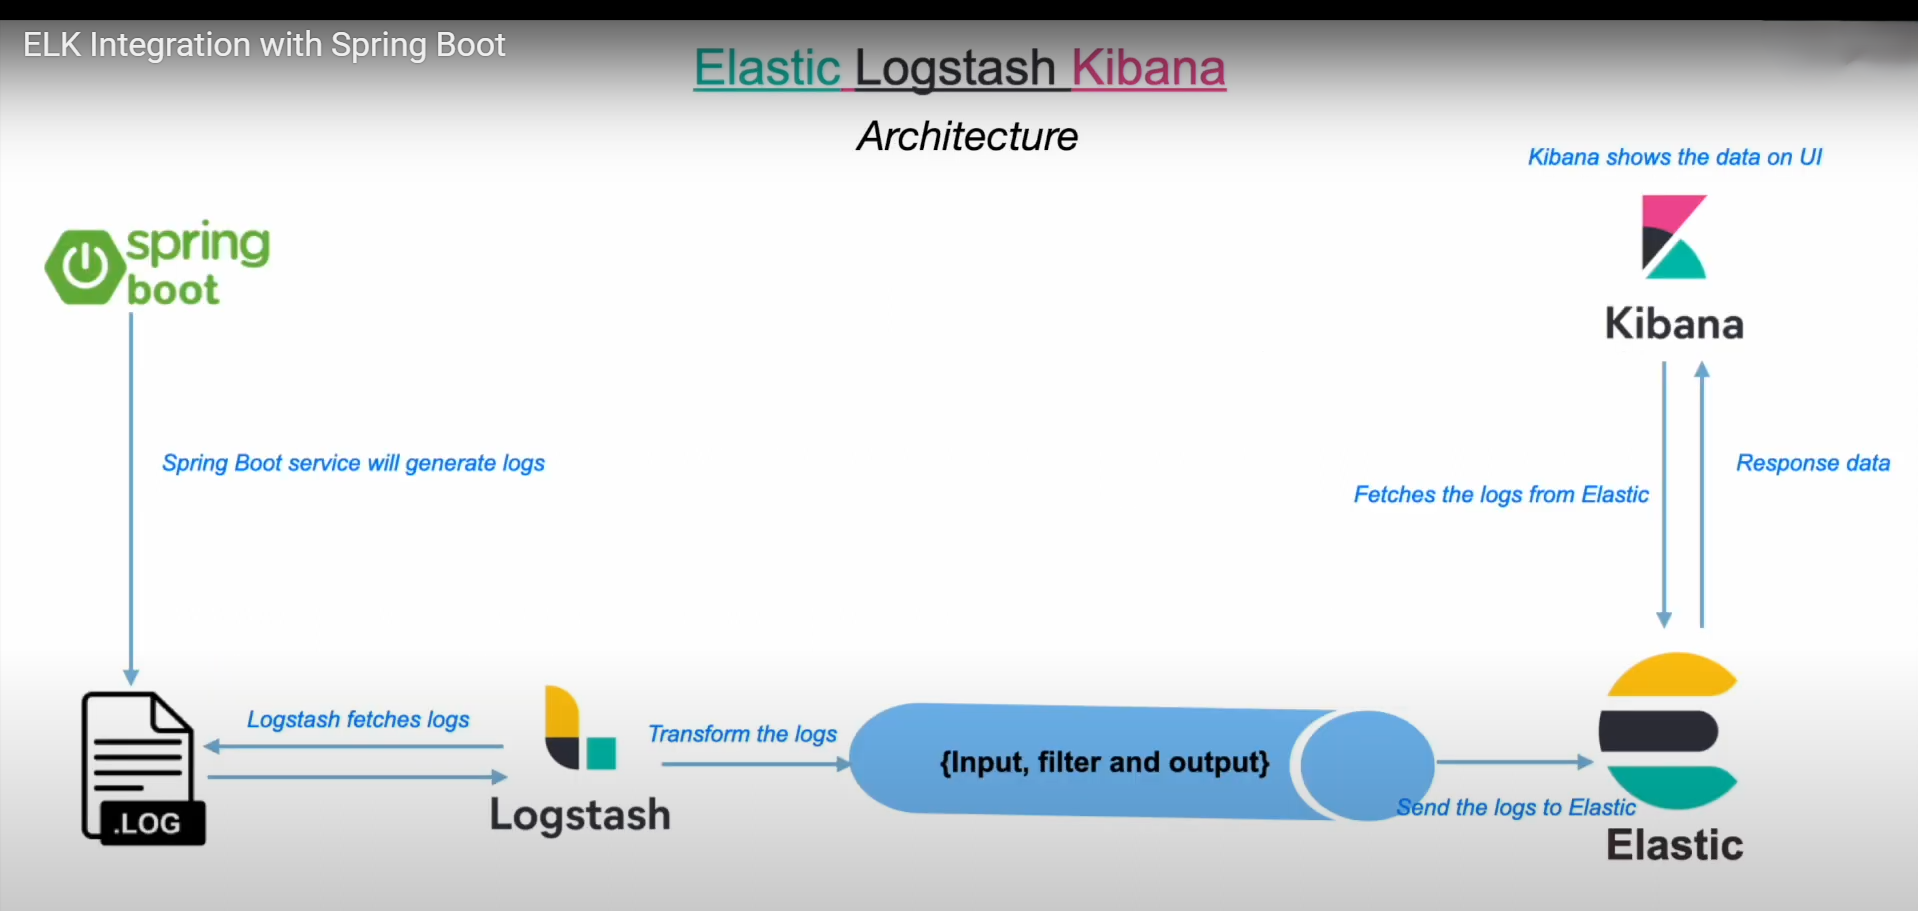 ELK Integration with Spring Boot
Elastic Logstash Kibana
Architecture
Kibana shows the data on UI
spring
boot
Kibana
Spring Boot service will generate logs
Fetches the logs from Elastic
Response data
Logstash fetches logs
Transform the logs
{Input, filter and output}
Send the logs to Elastic
.LOG
Logstash
Elastic